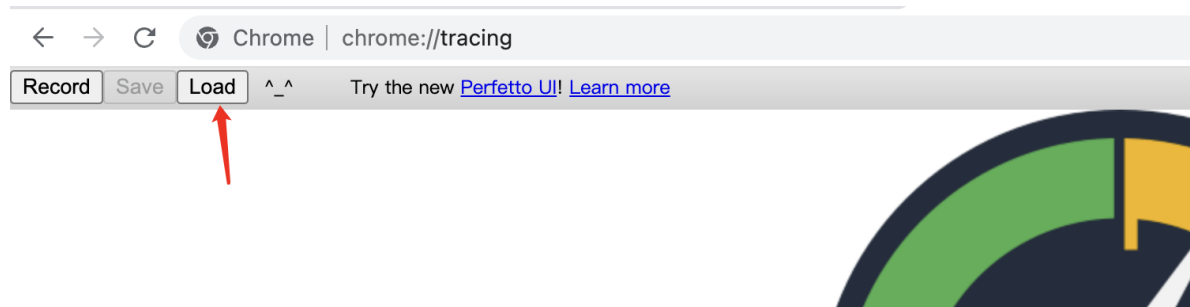 Chrome | chrome://tracing
Record Save Load ^_^ Try the new Perfetto UI! Learn more